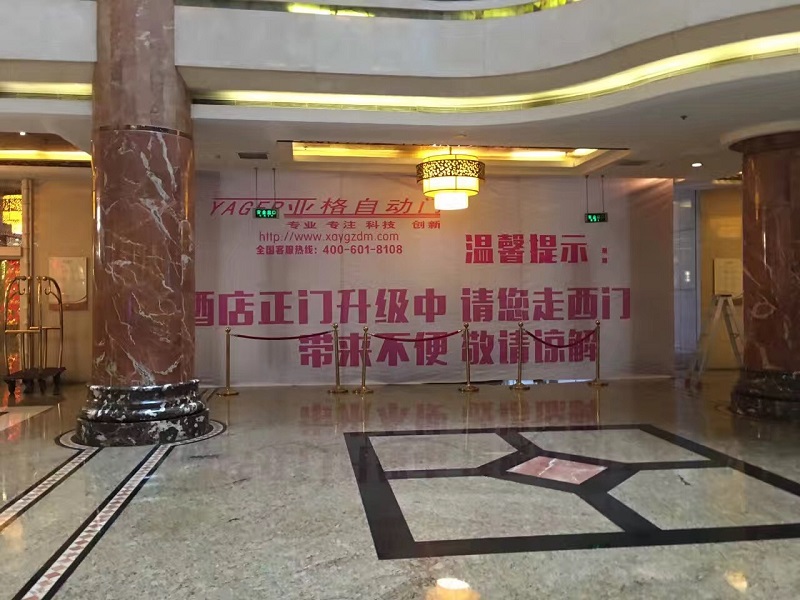 YAGER亚格自动门
专业 专注 科技 创新
http://www.xqygzdm.com
全国客服热线：400-601-8108
温馨提示：
酒店正门升级中 请您走西门
带来不便 敬请谅解